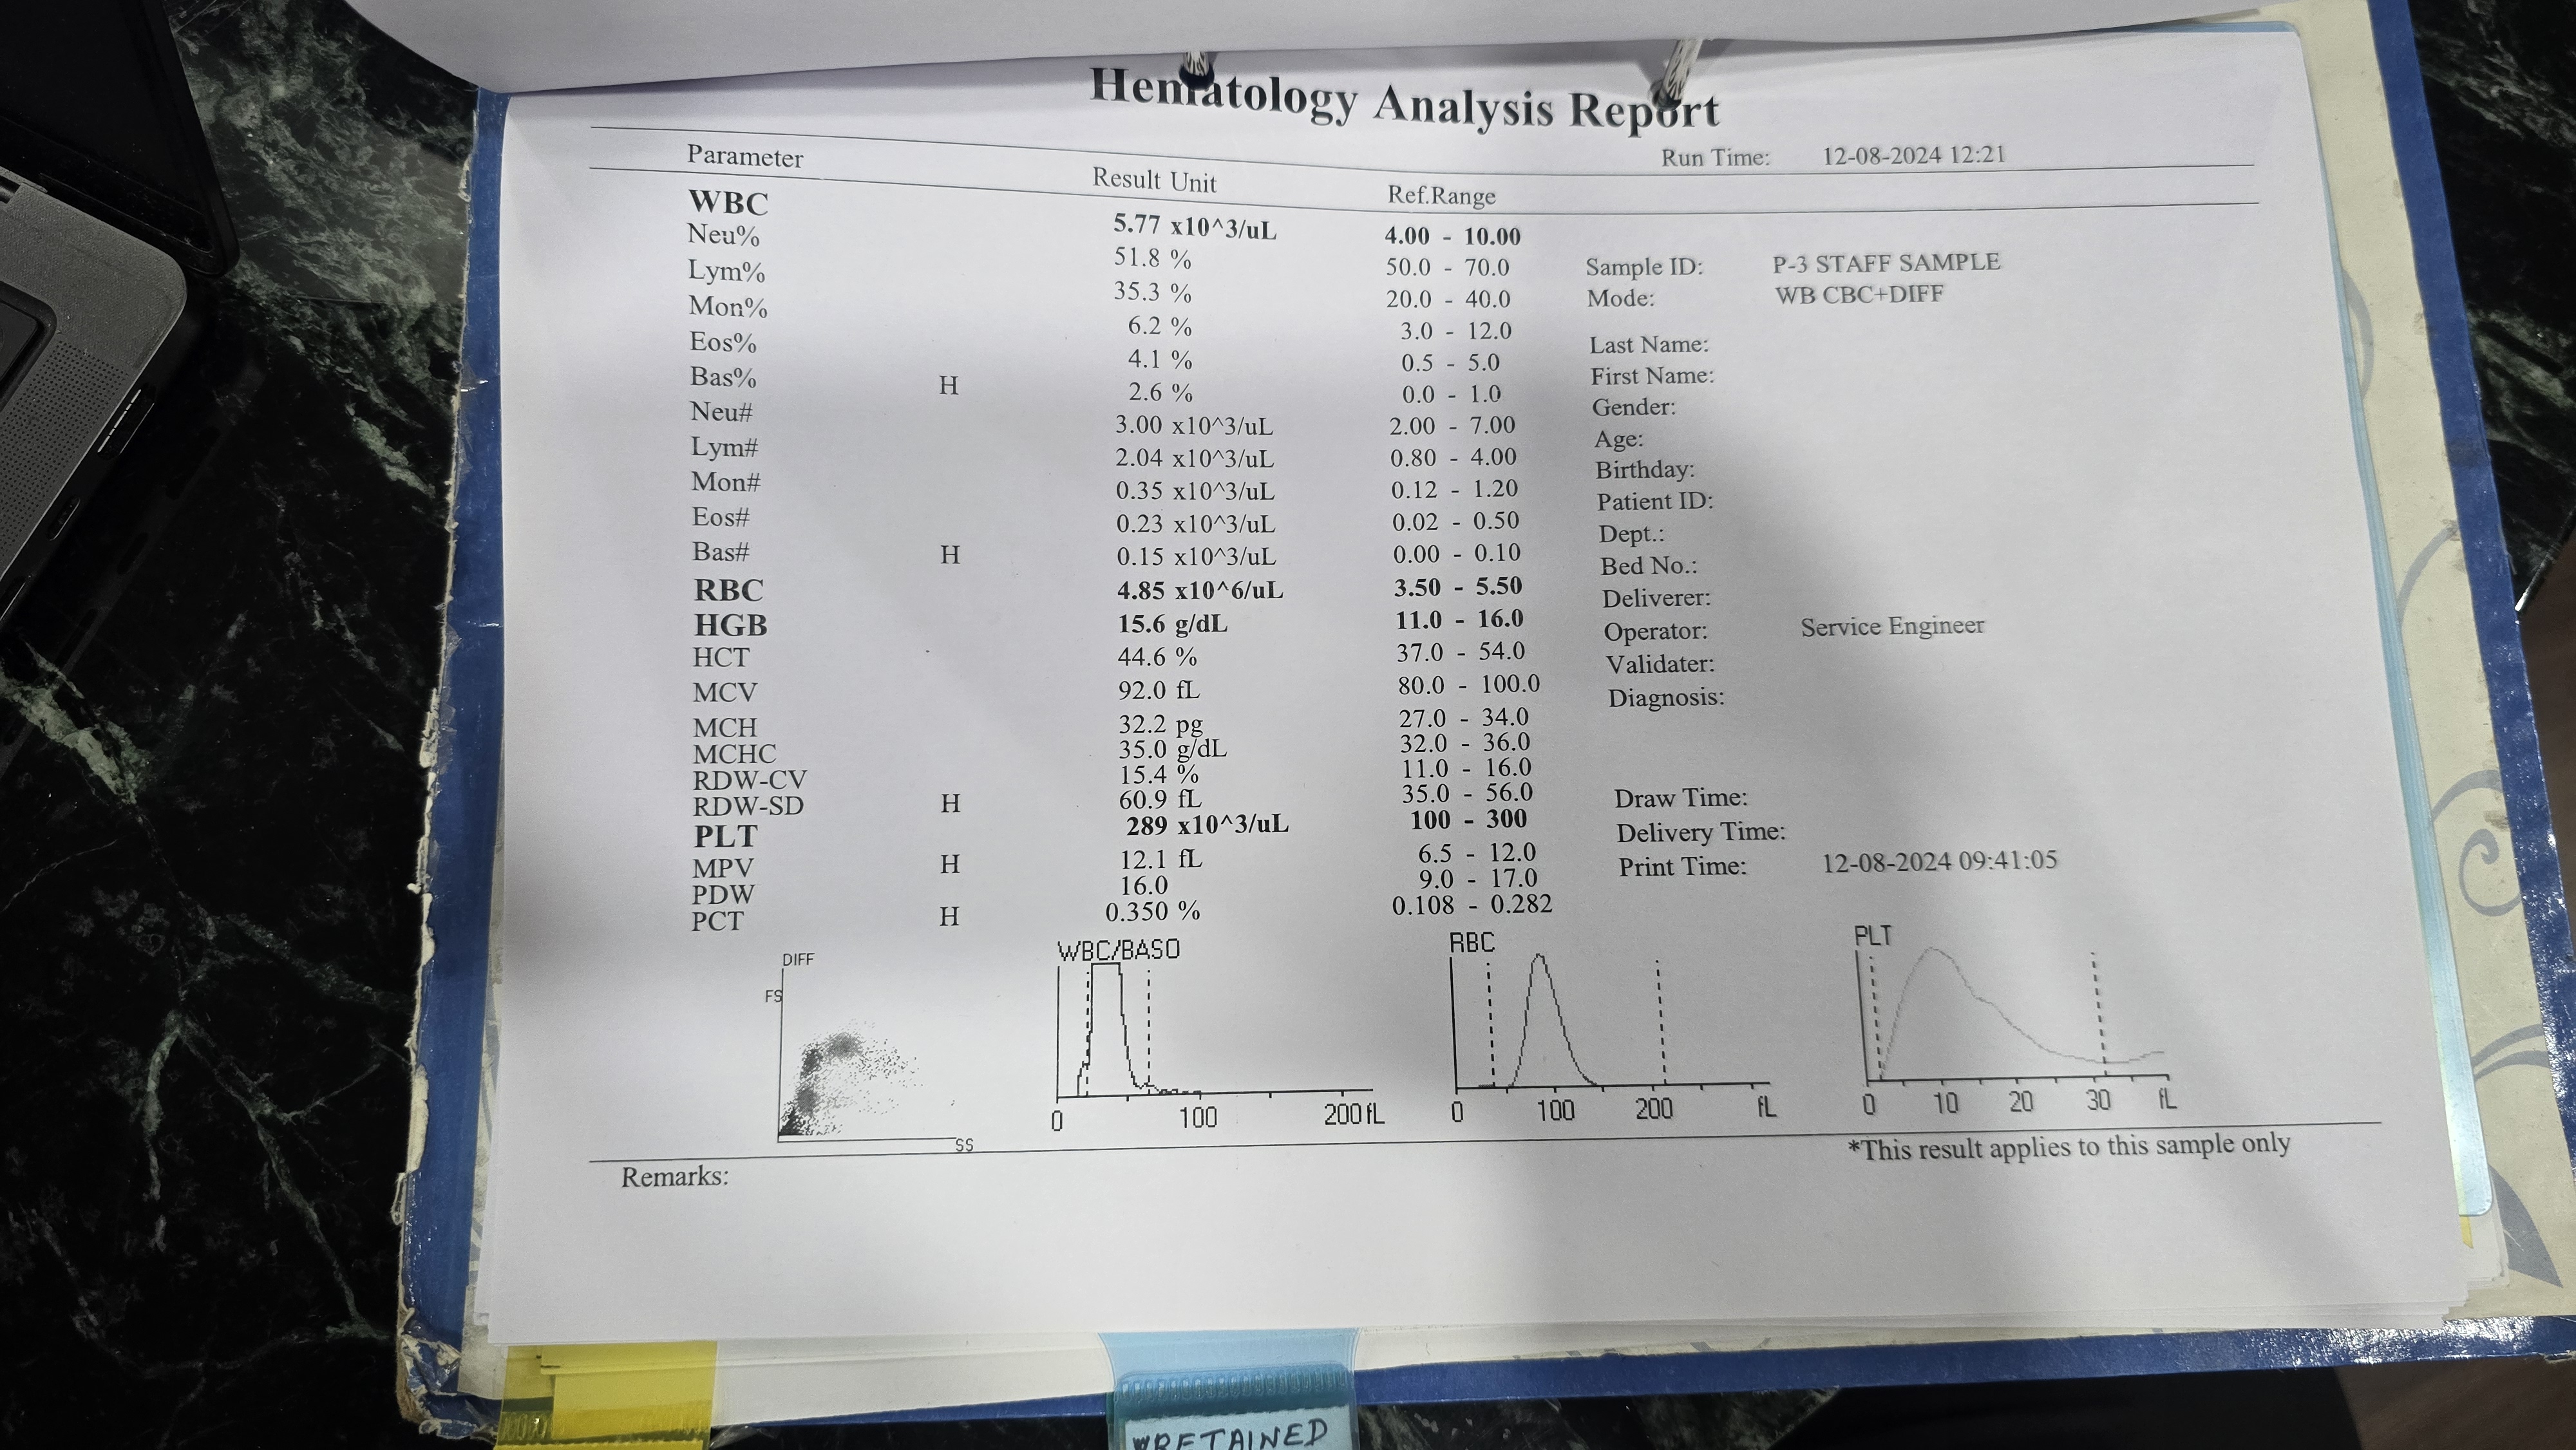 Hematology Analysis Report
Run Time: 12-08-2024 12:21
Parameter Result Unit Ref.Range
WBC 5.77 x10^3/uL 4.00 - 10.00
Neu% 51.8 % 50.0 - 70.0
Lym% 35.3 % 20.0 - 40.0
Mon% 6.2 % 3.0 - 12.0
Eos% 4.1 % 0.5 - 5.0
Bas% H 2.6 % 0.0 - 1.0
Neu# 3.00 x10^3/uL 2.00 - 7.00
Lym# 2.04 x10^3/uL 0.80 - 4.00
Mon# 0.35 x10^3/uL 0.12 - 1.20
Eos# 0.23 x10^3/uL 0.02 - 0.50
Bas# H 0.15 x10^3/uL 0.00 - 0.10
RBC 4.85 x10^6/uL 3.50 - 5.50
HGB 15.6 g/dL 11.0 - 16.0
HCT 44.6 % 37.0 - 54.0
MCV 92.0 fL 80.0 - 100.0
MCH 32.2 pg 27.0 - 34.0
MCHC 35.0 g/dL 32.0 - 36.0
RDW-CV 15.4 % 11.0 - 16.0
RDW-SD H 60.9 fL 35.0 - 56.0
PLT 289 x10^3/uL 100 - 300
MPV H 12.1 fL 6.5 - 12.0
PDW 16.0 9.0 - 17.0
PCT H 0.350 % 0.108 - 0.282
Sample ID: P-3 STAFF SAMPLE
Mode: WB CBC+DIFF
Last Name:
First Name:
Gender:
Age:
Birthday:
Patient ID:
Dept.:
Bed No.:
Deliverer:
Operator: Service Engineer
Validater:
Diagnosis:
Draw Time:
Delivery Time:
Print Time: 12-08-2024 09:41:05
DIFF
FS
SS
WBC/BASO
0 100 200fL
RBC
0 100 200 fL
PLT
0 10 20 30 fL
*This result applies to this sample only
Remarks:
RETAINED